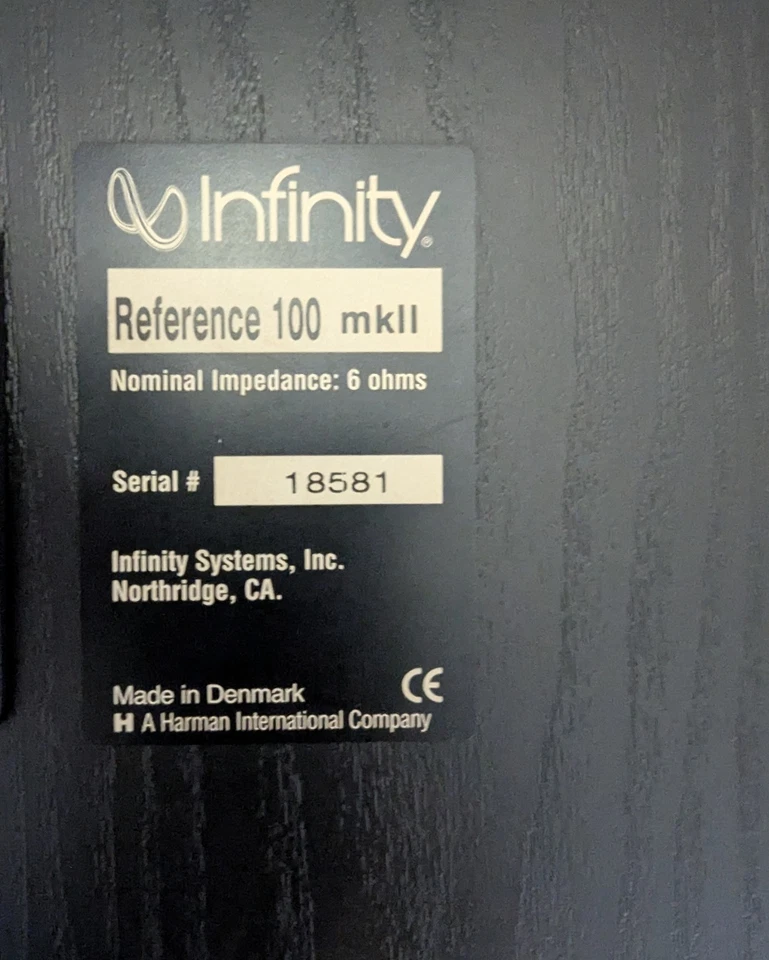 Infinity®
Reference 100 mkII
Nominal Impedance: 6 ohms
Serial # 18581
Infinity Systems, Inc.
Northridge, CA.
Made in Denmark CE
H A Harman International Company